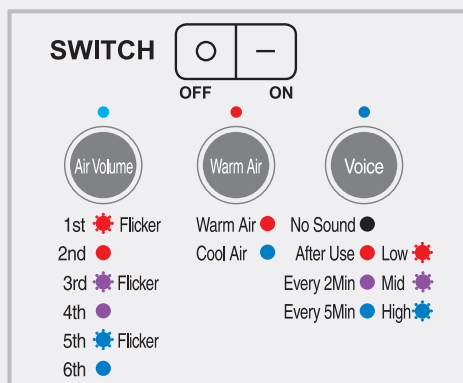 SWITCH
OFF ON
Air Volume Warm Air Voice
1st Flicker Warm Air No Sound
2nd Cool Air After Use Low
3rd Flicker Every 2Min Mid
4th Every 5Min High
5th Flicker
6th